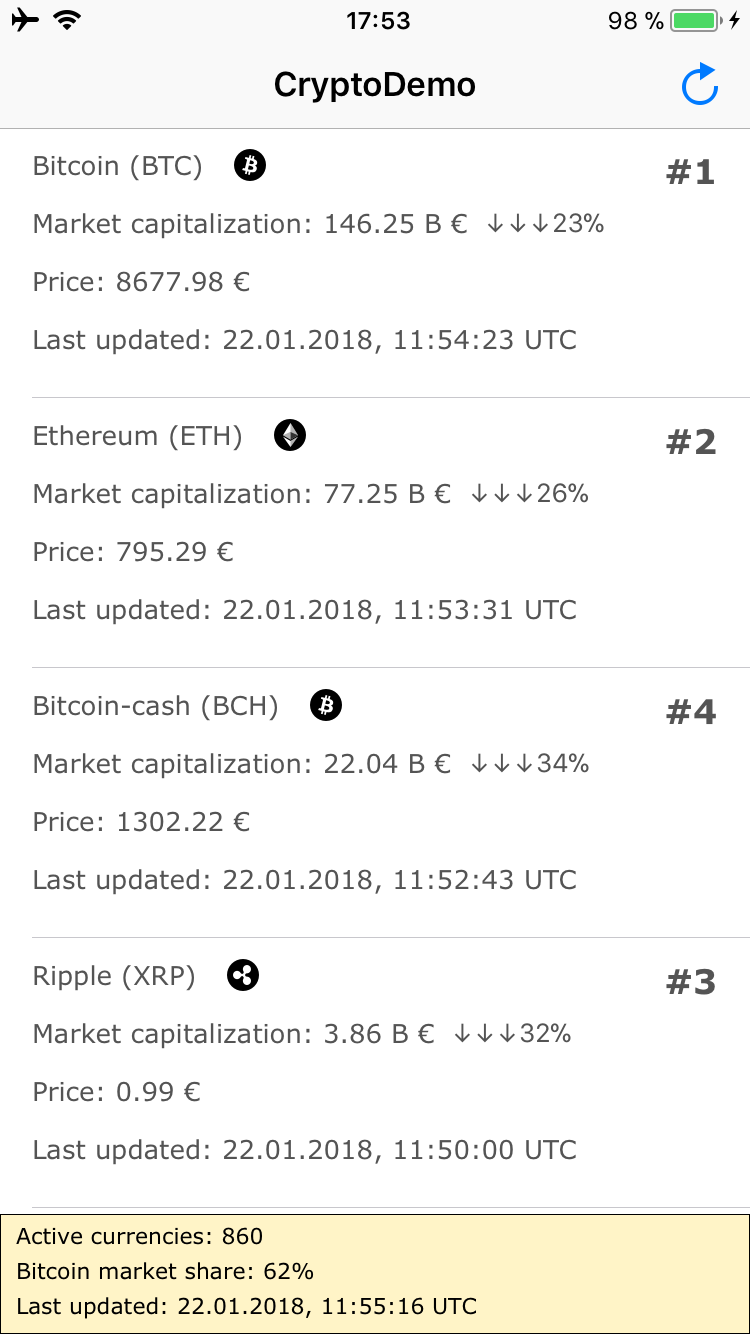 17:53 98 %
CryptoDemo
Bitcoin (BTC) #1
Market capitalization: 146.25 B € ↓↓↓23%
Price: 8677.98 €
Last updated: 22.01.2018, 11:54:23 UTC
Ethereum (ETH) #2
Market capitalization: 77.25 B € ↓↓↓26%
Price: 795.29 €
Last updated: 22.01.2018, 11:53:31 UTC
Bitcoin-cash (BCH) #4
Market capitalization: 22.04 B € ↓↓↓34%
Price: 1302.22 €
Last updated: 22.01.2018, 11:52:43 UTC
Ripple (XRP) #3
Market capitalization: 3.86 B € ↓↓↓32%
Price: 0.99 €
Last updated: 22.01.2018, 11:50:00 UTC
Active currencies: 860
Bitcoin market share: 62%
Last updated: 22.01.2018, 11:55:16 UTC